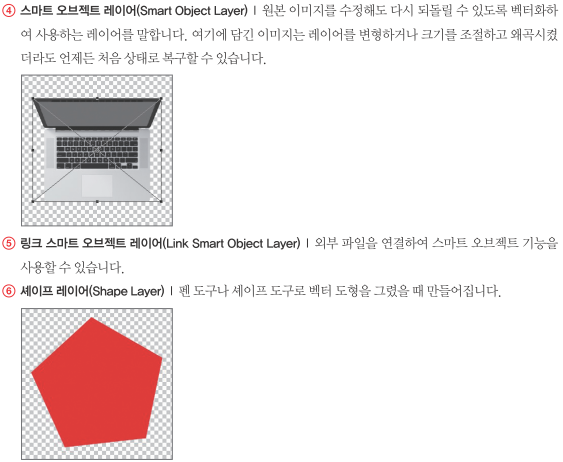 ④ 스마트 오브젝트 레이어(Smart Object Layer) | 원본 이미지를 수정해도 다시 되돌릴 수 있도록 벡터화하
여 사용하는 레이어를 말합니다. 여기에 담긴 이미지는 레이어를 변형하거나 크기를 조절하고 왜곡시켰
더라도 언제든 처음 상태로 복구할 수 있습니다.
⑤ 링크 스마트 오브젝트 레이어(Link Smart Object Layer) | 외부 파일을 연결하여 스마트 오브젝트 기능을
사용할 수 있습니다.
⑥ 셰이프 레이어(Shape Layer) | 펜 도구나 셰이프 도구로 벡터 도형을 그렸을 때 만들어집니다.